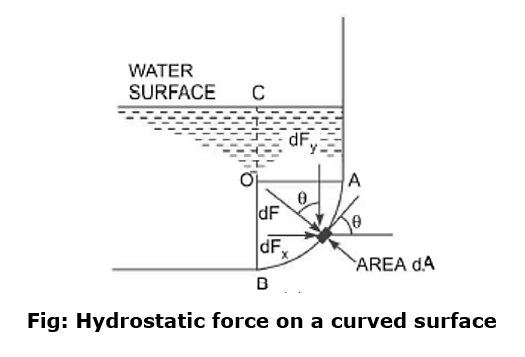 WATER
SURFACE C
dFy
O A
θ
dF
θ
dFx
AREA dA
B
Fig: Hydrostatic force on a curved surface